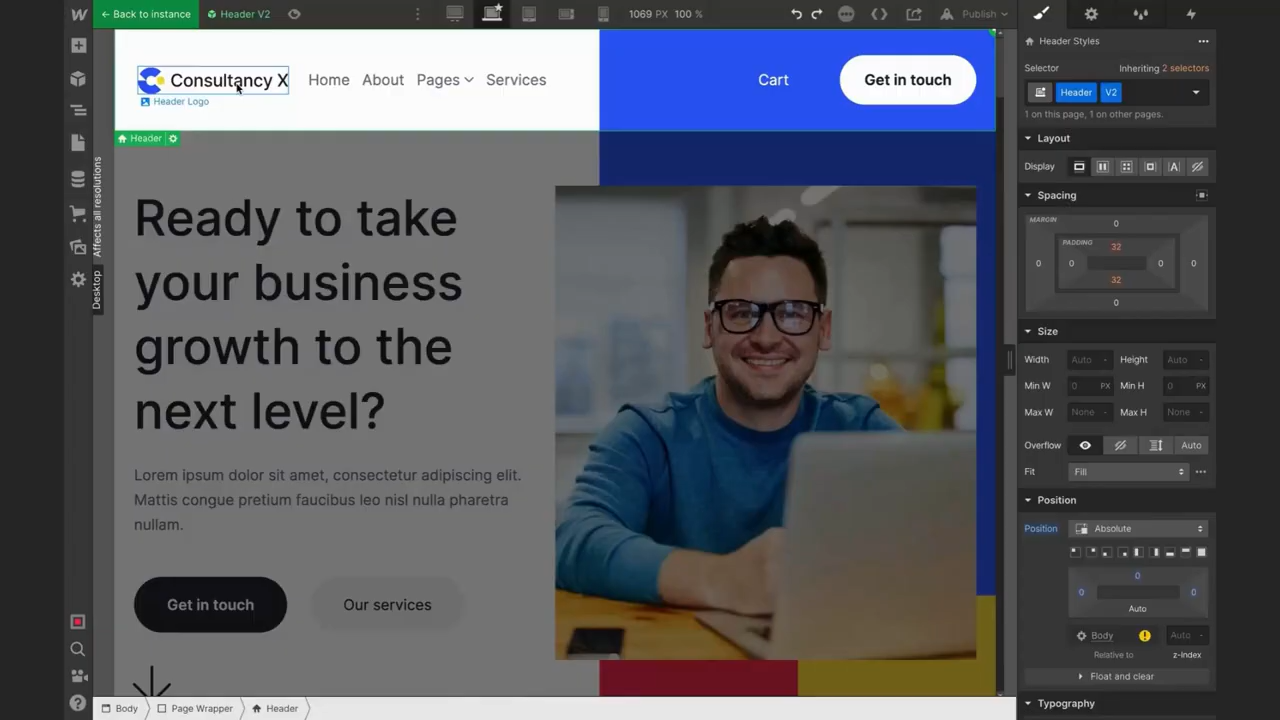 Back to instance
Header V2
1069 PX 100 %
Publish
Consultancy X
Home
About
Pages
Services
Cart
Get in touch
Header Logo
Header
Affects all resolutions
Desktop
Ready to take
your business
growth to the
next level?
Lorem ipsum dolor sit amet, consectetur adipiscing elit.
Mattis congue pretium faucibus leo nisl nulla pharetra
nullam.
Get in touch
Our services
Body
Page Wrapper
Header
Header Styles
Selector
Inheriting 2 selectors
Header
V2
1 on this page, 1 on other pages.
Layout
Display
Spacing
MARGIN
0
PADDING
32
0
0
0
0
32
0
Size
Width
Auto
-
Height
Auto
-
Min W
0
PX
Min H
0
PX
Max W
None
-
Max H
None
-
Overflow
Auto
Fit
Fill
Position
Position
Absolute
0
0
0
Auto
Body
Auto
-
Relative to
z-Index
Float and clear
Typography